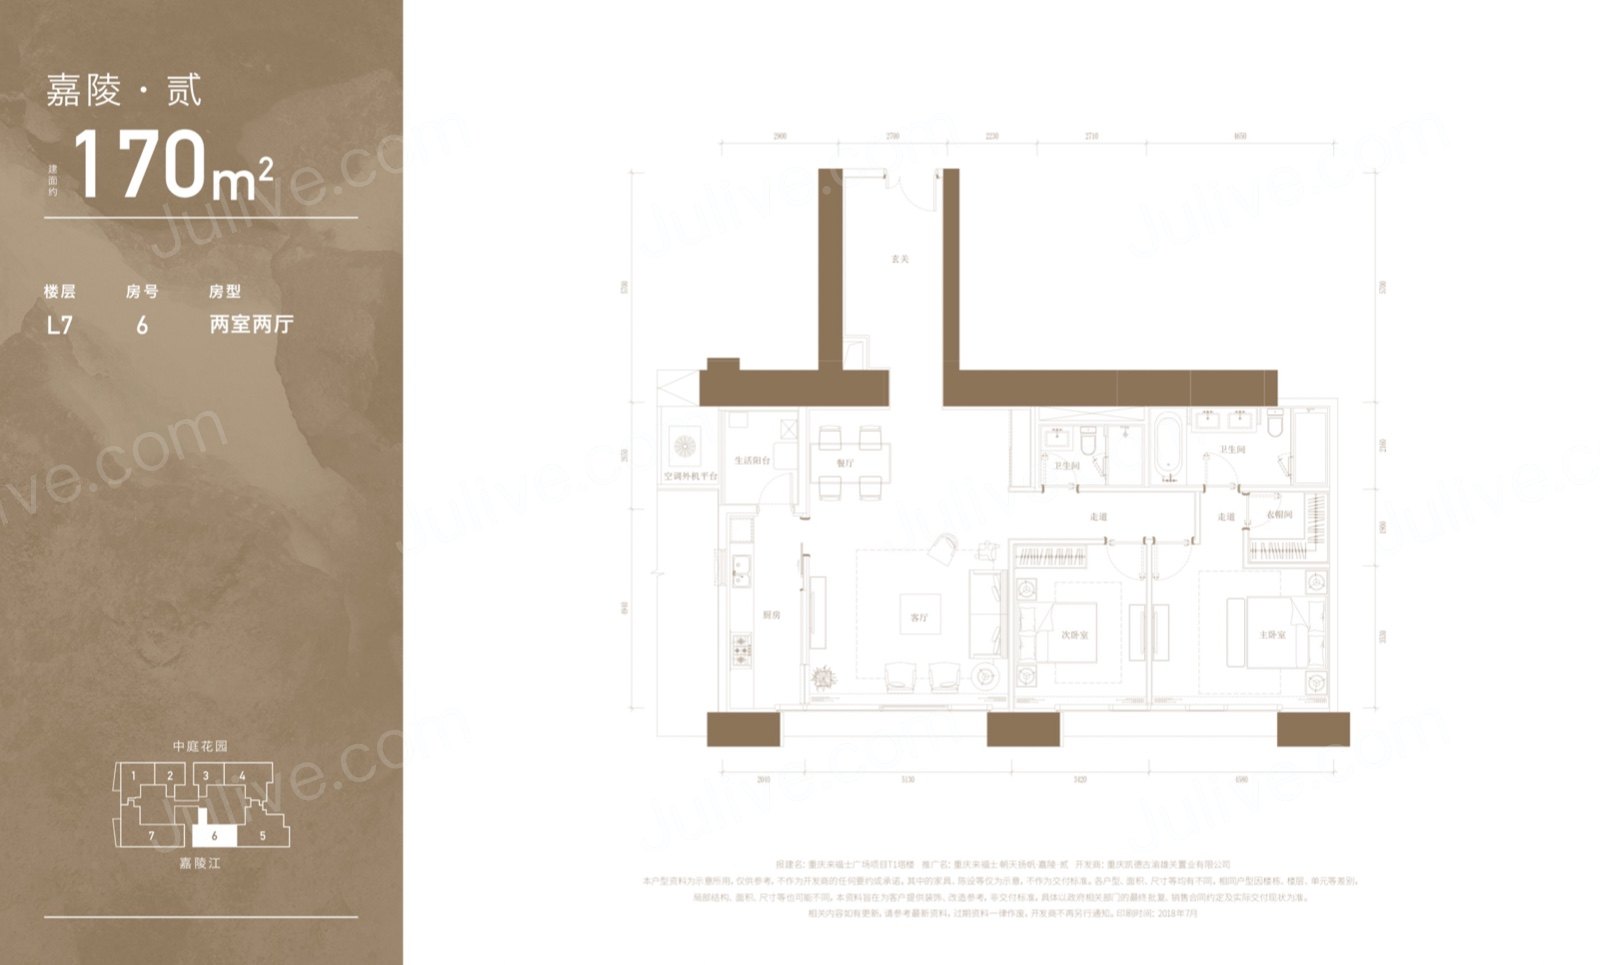 嘉陵·贰
建面约
170m²
楼层 房号 房型
L7 6 两室两厅
中庭花园
1 2 3 4
7 6 5
嘉陵江
2900 2700 2230 2710 4650
5700 5700
玄关
生活阳台
空调外机平台
餐厅
卫生间
卫生间
走道
走道
衣帽间
厨房
客厅
次卧室
主卧室
5130
报建名：重庆来福士广场项目T1塔楼 推广名：重庆来福士·朝天扬帆·嘉陵·贰 开发商：重庆凯德古渝雄关置业有限公司
本户型资料为示意所用，仅供参考，不作为开发商的任何要约或承诺。其中的家具、陈设等仅为示意，不作为交付标准。各户型、面积、尺寸等均有不同，相同户型因楼栋、楼层、单元等差别，
局部结构、面积、尺寸等也可能不同。本资料旨在为客户提供装饰、改造参考，非交付标准，具体以政府相关部门的最终批复、销售合同约定及实际交付现状为准。
相关内容如有更新，请参考最新资料，过期资料一律作废，开发商不再另行通知。印刷时间：2018年7月
Julive.com